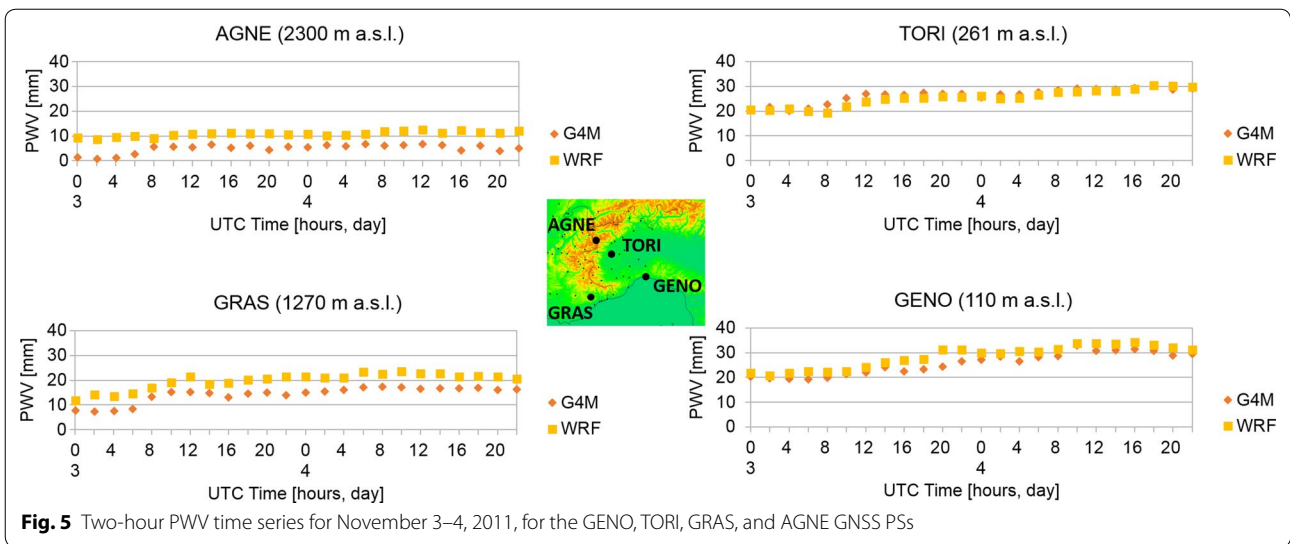 AGNE (2300 m a.s.l.)
40
30
20
10
0
PWV [mm]
0 4 8 12 16 20 0 4 8 12 16 20
3 4
UTC Time [hours, day]
G4M
WRF
TORI (261 m a.s.l.)
40
30
20
10
0
PWV [mm]
0 4 8 12 16 20 0 4 8 12 16 20
3 4
UTC Time [hours, day]
G4M
WRF
AGNE
TORI
GENO
GRAS
GRAS (1270 m a.s.l.)
40
30
20
10
0
PWV [mm]
0 4 8 12 16 20 0 4 8 12 16 20
3 4
UTC Time [hours, day]
G4M
WRF
GENO (110 m a.s.l.)
40
30
20
10
0
PWV [mm]
0 4 8 12 16 20 0 4 8 12 16 20
3 4
UTC Time [hours, day]
G4M
WRF
Fig. 5 Two-hour PWV time series for November 3–4, 2011, for the GENO, TORI, GRAS, and AGNE GNSS PSs